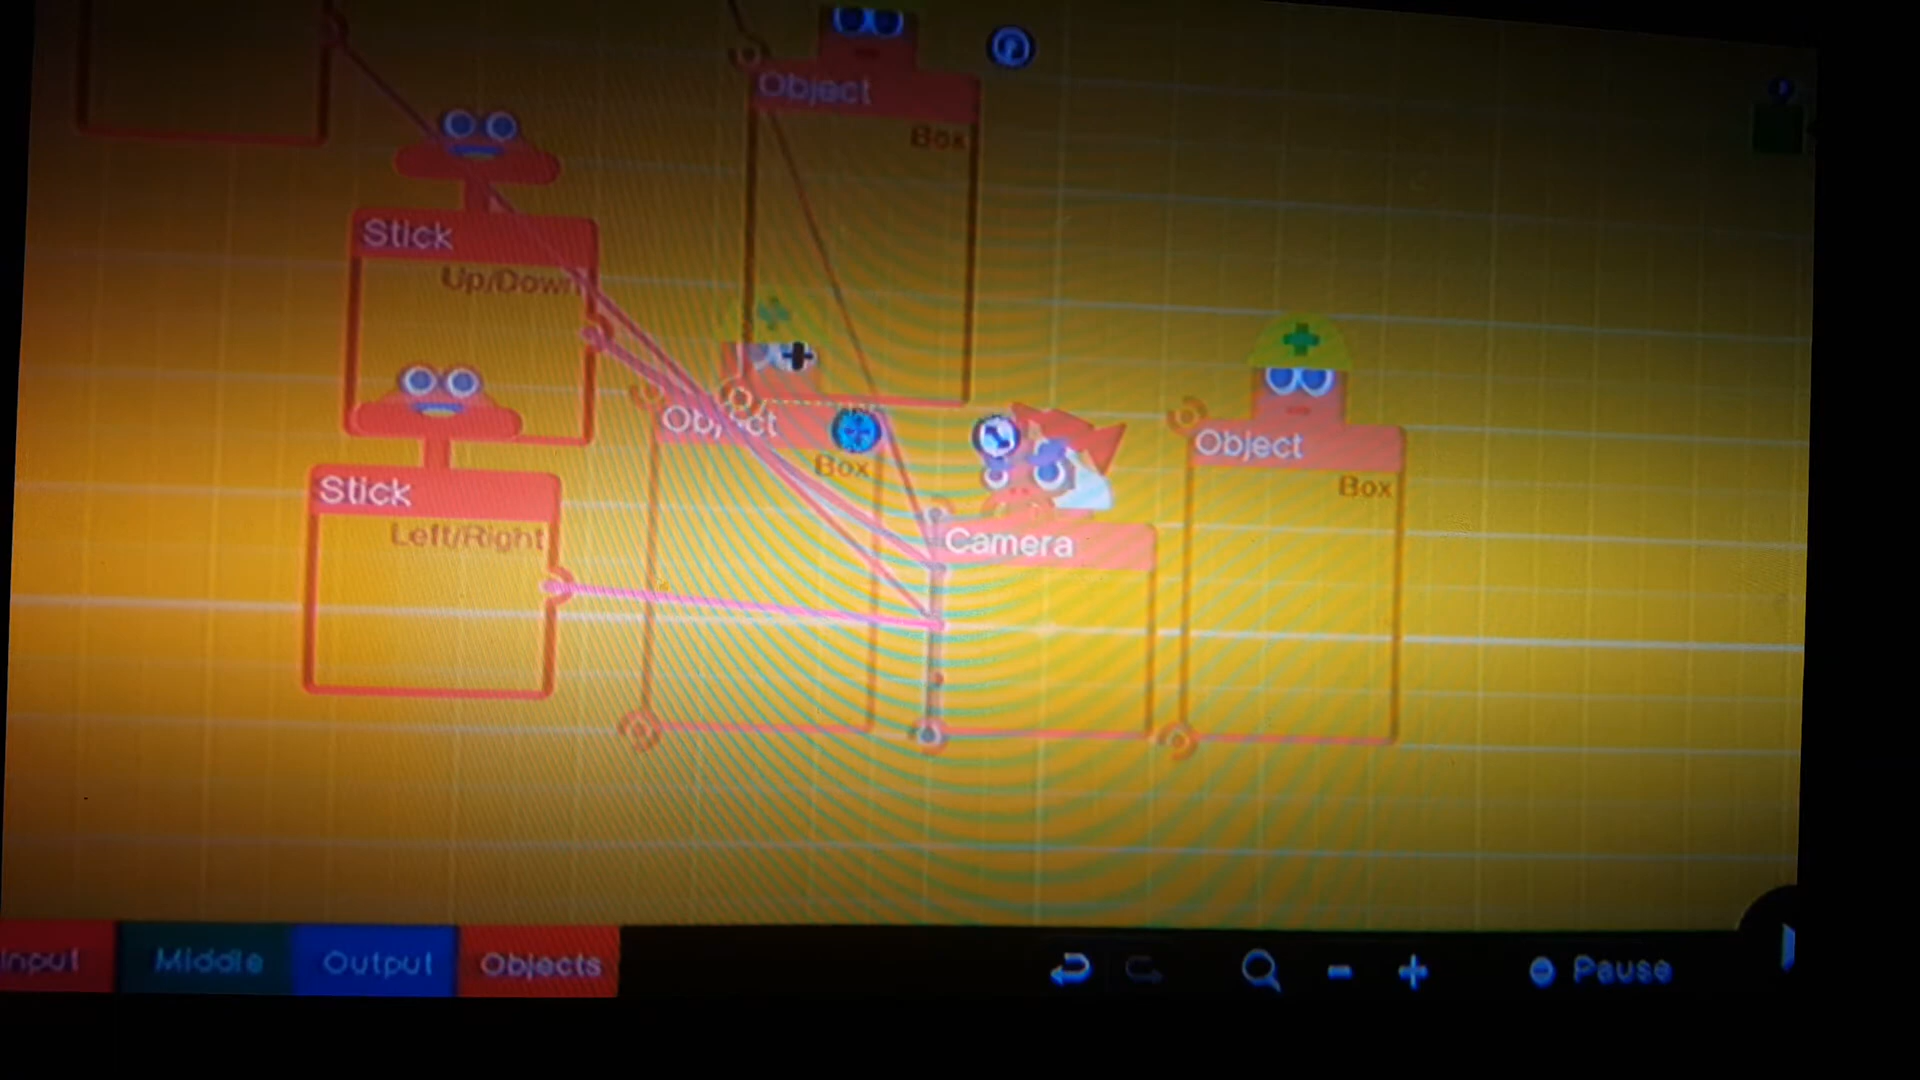 Object
Box
Stick
Up/Down
Object
Box
Object
Box
Stick
Left/Right
Camera
Input
Middle
Output
Objects
Pause